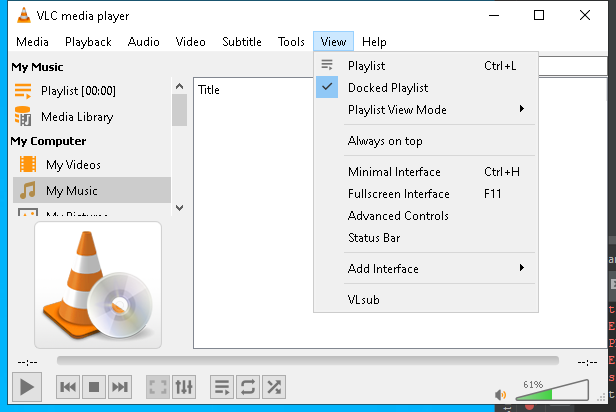 VLC media player
Media Playback Audio Video Subtitle Tools View Help
My Music
Playlist [00:00]
Media Library
My Computer
My Videos
My Music
My Pictures
Title
Playlist Ctrl+L
Docked Playlist
Playlist View Mode
Always on top
Minimal Interface Ctrl+H
Fullscreen Interface F11
Advanced Controls
Status Bar
Add Interface
VLsub
--:-- --:--
61%